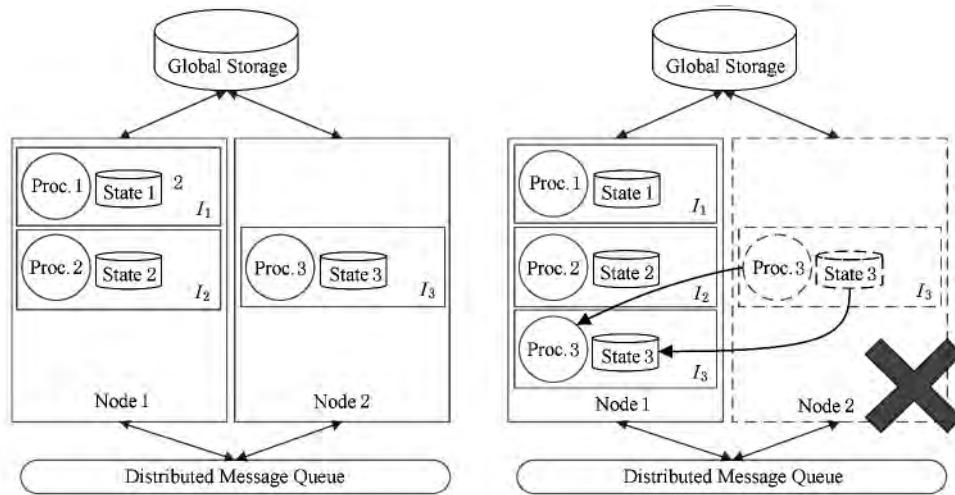 Global Storage
Proc. 1
State 1
2
I1
Proc. 2
State 2
I2
Proc. 3
State 3
I3
Node 1
Node 2
Distributed Message Queue
Global Storage
Proc. 1
State 1
I1
Proc. 2
State 2
I2
Proc. 3
State 3
I3
Proc. 3
State 3
I3
Node 1
Node 2
Distributed Message Queue